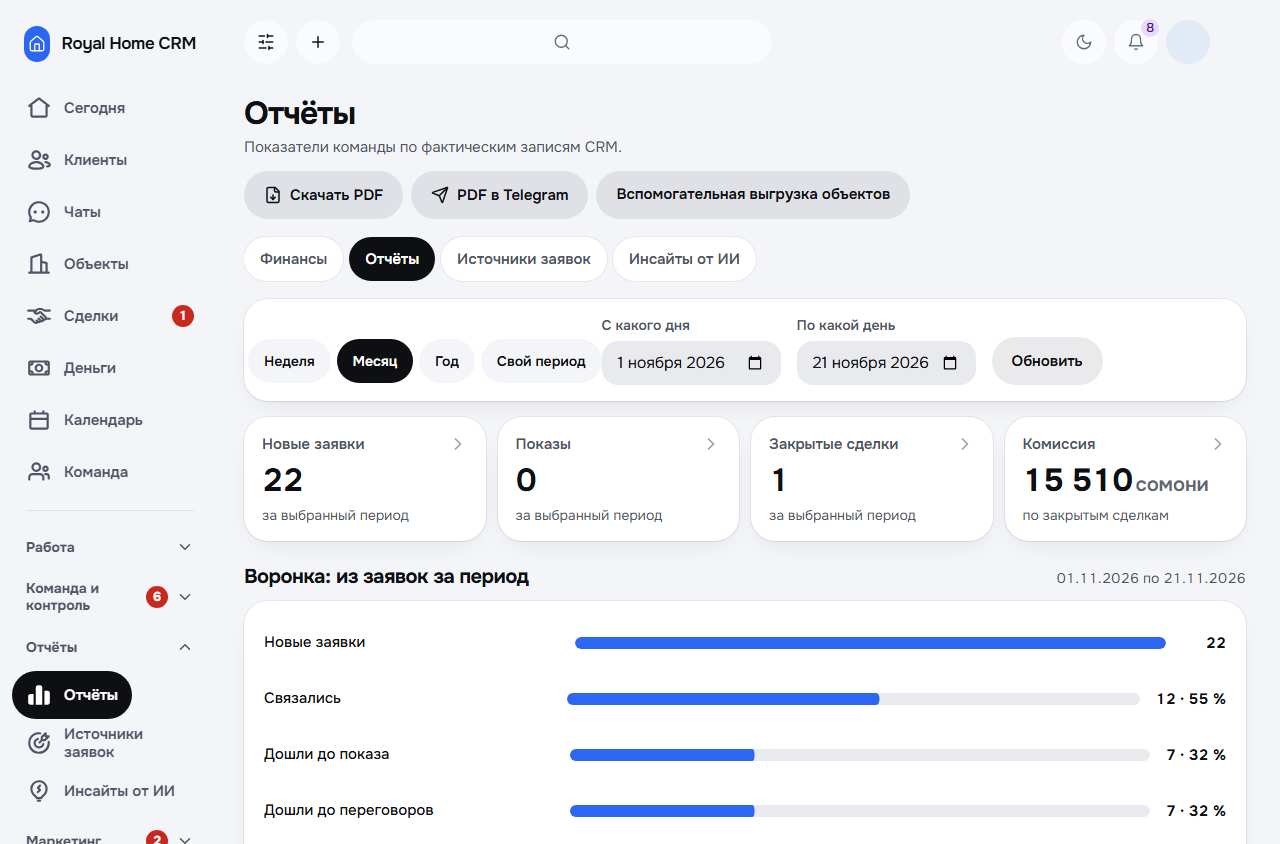 Royal Home CRM
8
Сегодня
Клиенты
Чаты
Объекты
Сделки
1
Деньги
Календарь
Команда
Работа
Команда и
контроль
6
Отчёты
Отчёты
Источники
заявок
Инсайты от ИИ
Маркетинг
2
Отчёты
Показатели команды по фактическим записям CRM.
Скачать PDF
PDF в Telegram
Вспомогательная выгрузка объектов
Финансы
Отчёты
Источники заявок
Инсайты от ИИ
С какого дня
По какой день
Неделя
Месяц
Год
Свой период
1 ноября 2026
21 ноября 2026
Обновить
Новые заявки
22
за выбранный период
Показы
0
за выбранный период
Закрытые сделки
1
за выбранный период
Комиссия
15 510 сомони
по закрытым сделкам
Воронка: из заявок за период
01.11.2026 по 21.11.2026
Новые заявки
22
Связались
12 · 55 %
Дошли до показа
7 · 32 %
Дошли до переговоров
7 · 32 %